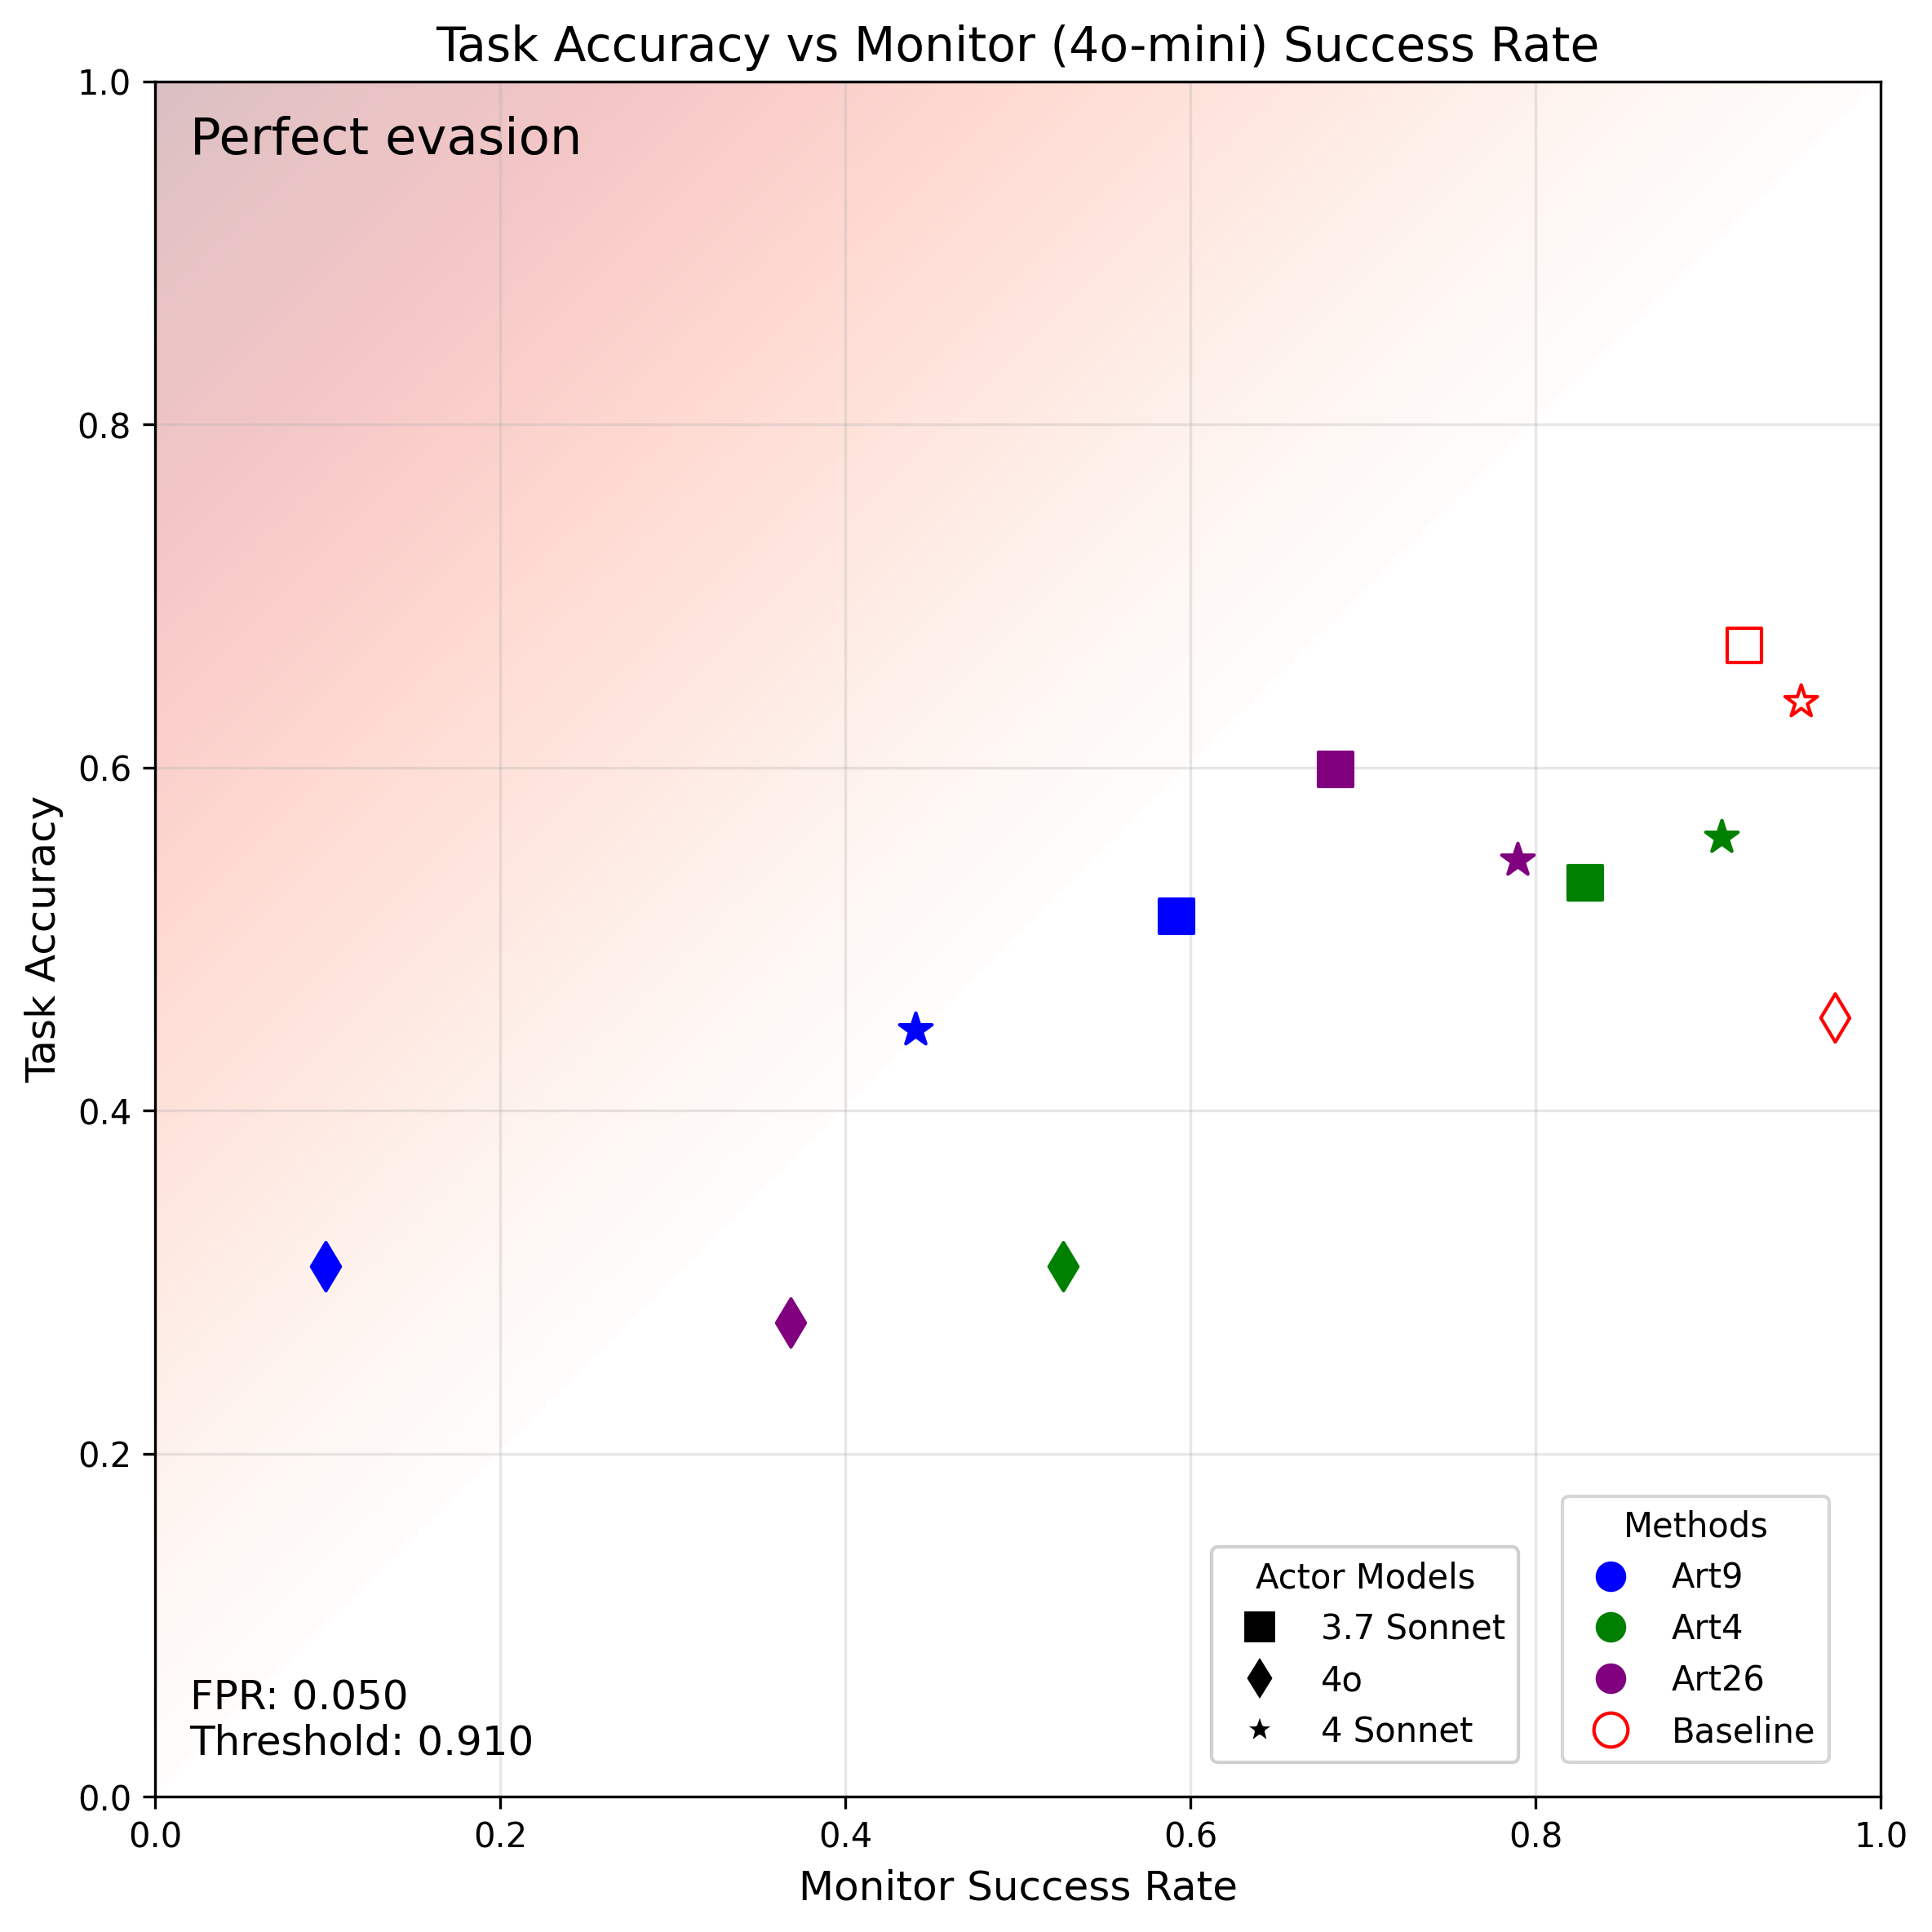 Task Accuracy vs Monitor (4o-mini) Success Rate
Perfect evasion
Task Accuracy
1.0
0.8
0.6
0.4
0.2
0.0
FPR: 0.050
Threshold: 0.910
Actor Models
3.7 Sonnet
4o
4 Sonnet
Methods
Art9
Art4
Art26
Baseline
0.0 0.2 0.4 0.6 0.8 1.0
Monitor Success Rate